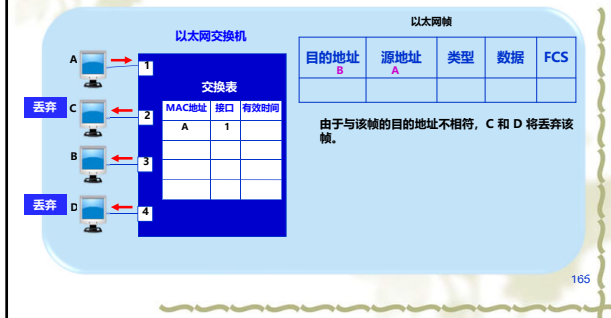 以太网帧
以太网交换机
目的地址 源地址 类型 数据 FCS
B A
A 1
交换表
MAC地址 接口 有效时间
A 1
丢弃 C 2
B 3
丢弃 D 4
由于与该帧的目的地址不相符，C 和 D 将丢弃该
帧。
165